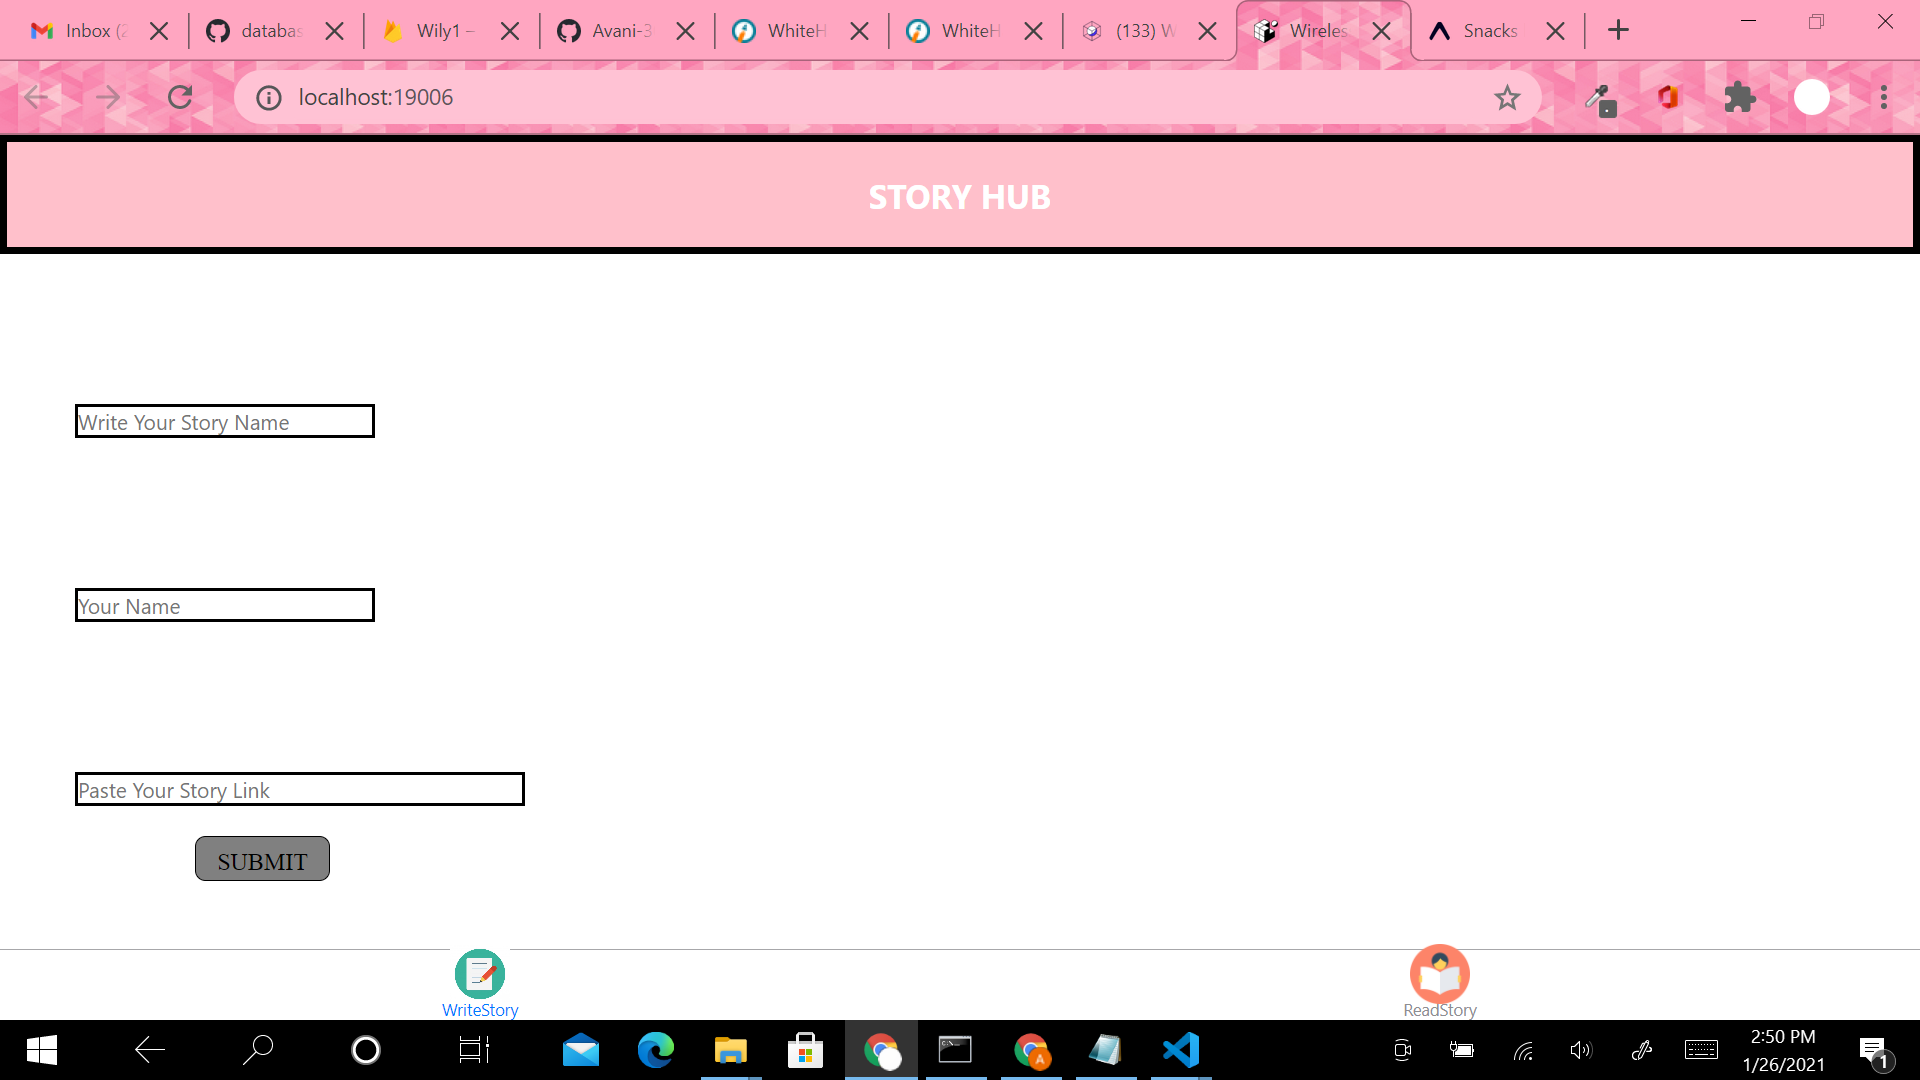 Inbox (2
databas
Wily1 –
Avani-3
WhiteH
WhiteH
(133) W
Wireles
Snacks
localhost:19006
A
STORY HUB
Write Your Story Name
Your Name
Paste Your Story Link
SUBMIT
WriteStory
ReadStory
2:50 PM
1/26/2021
1